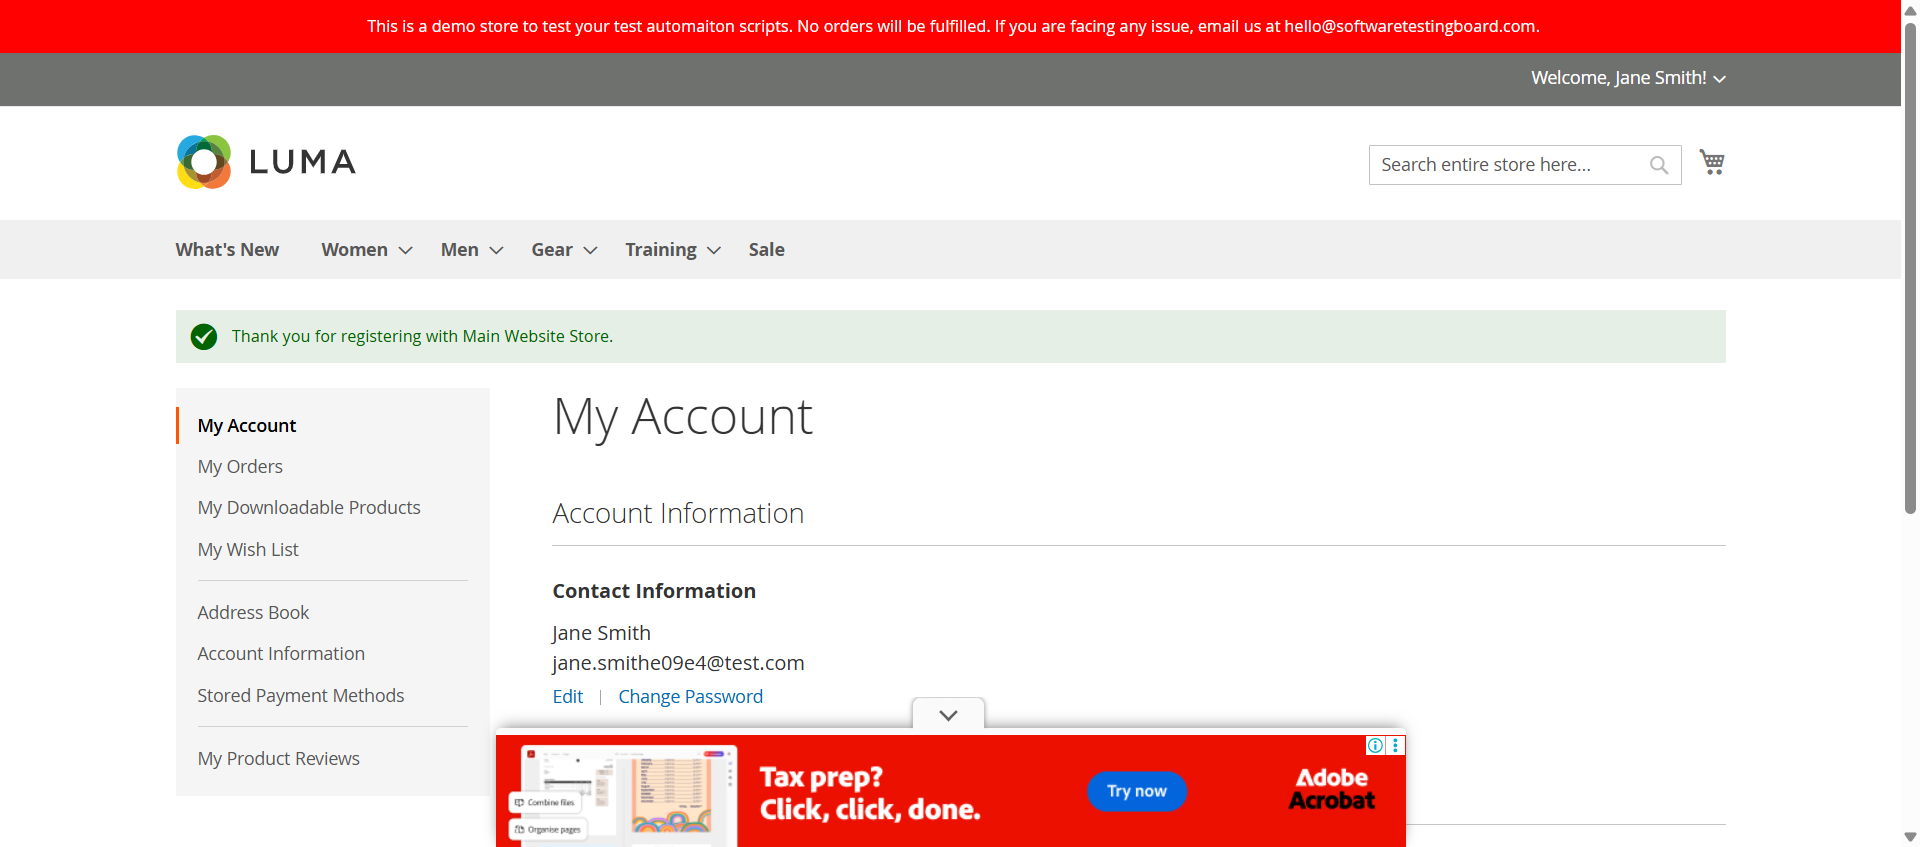 This is a demo store to test your test automaiton scripts. No orders will be fulfilled. If you are facing any issue, email us at hello@softwaretestingboard.com.
Welcome, Jane Smith!
LUMA
Search entire store here...
What's New
Women
Men
Gear
Training
Sale
Thank you for registering with Main Website Store.
My Account
My Orders
My Downloadable Products
My Wish List
Address Book
Account Information
Stored Payment Methods
My Product Reviews
My Account
Account Information
Contact Information
Jane Smith
jane.smithe09e4@test.com
Edit | Change Password
Combine files
Organise pages
Tax prep?
Click, click, done.
Try now
Adobe
Acrobat